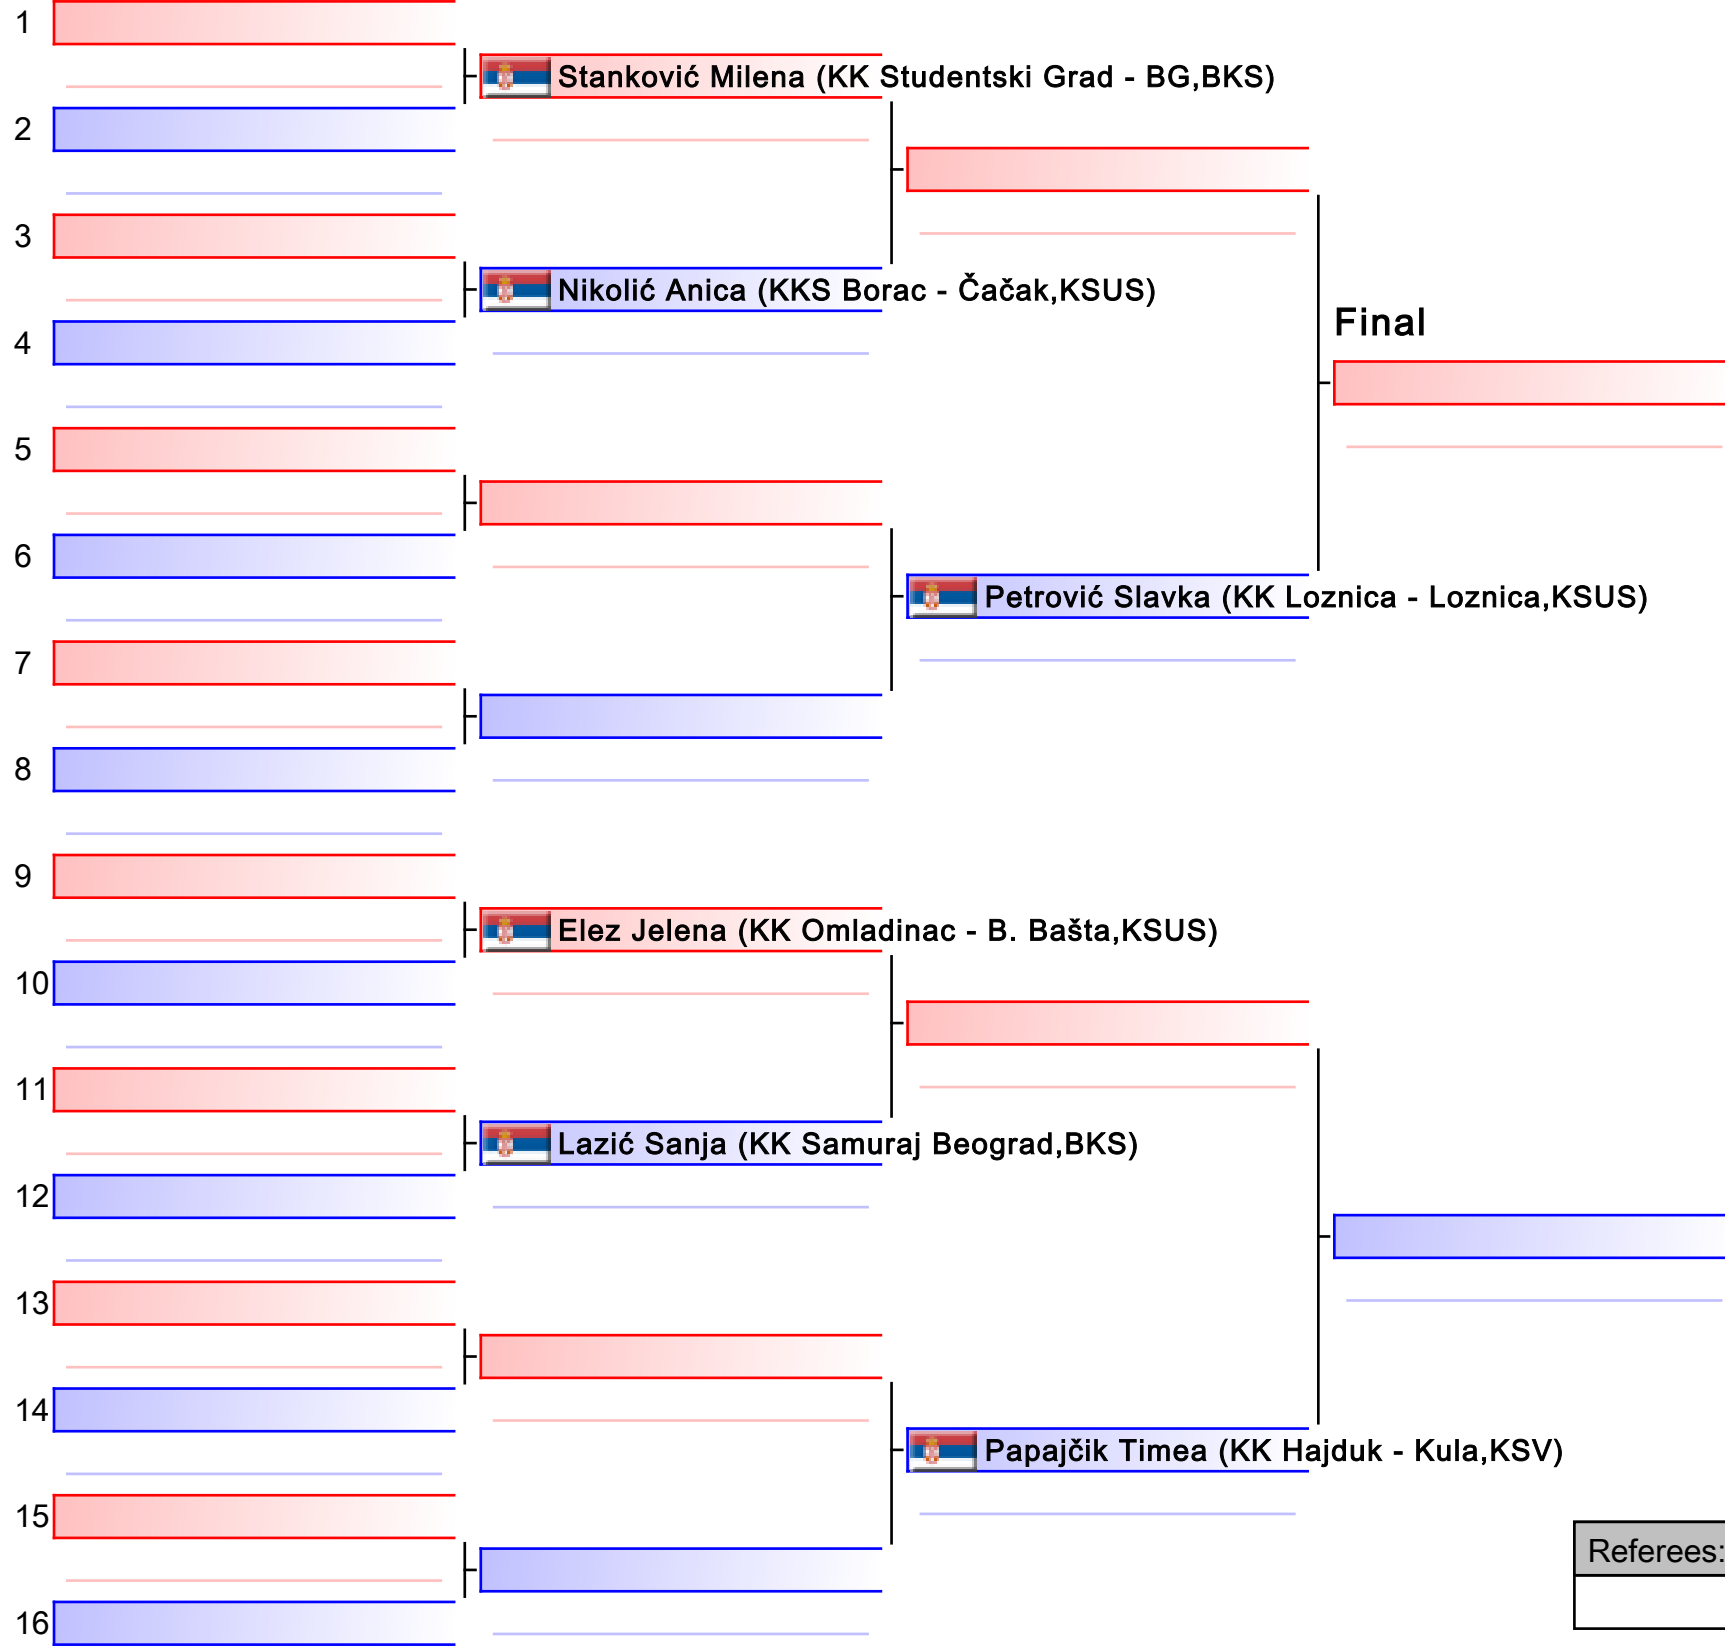 1
Stanković Milena (KK Studentski Grad - BG,BKS)
2
3
Nikolić Anica (KKS Borac - Čačak,KSUS)
Final
4
5
6
Petrović Slavka (KK Loznica - Loznica,KSUS)
7
8
9
Elez Jelena (KK Omladinac - B. Bašta,KSUS)
10
11
Lazić Sanja (KK Samuraj Beograd,BKS)
12
13
14
Papajčik Timea (KK Hajduk - Kula,KSV)
15
Referees:
16